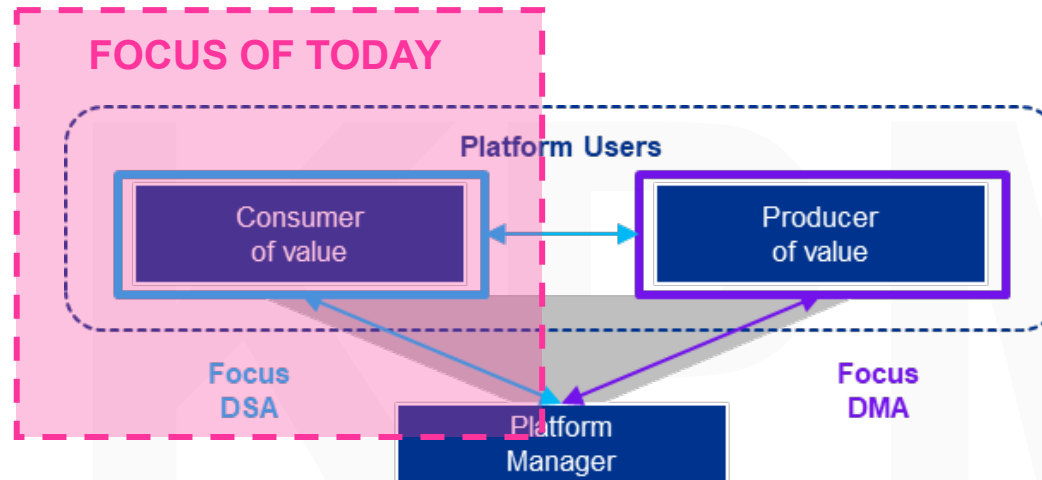 FOCUS OF TODAY
Platform Users
Consumer
of value
Producer
of value
Focus
DSA
Focus
DMA
Platform
Manager